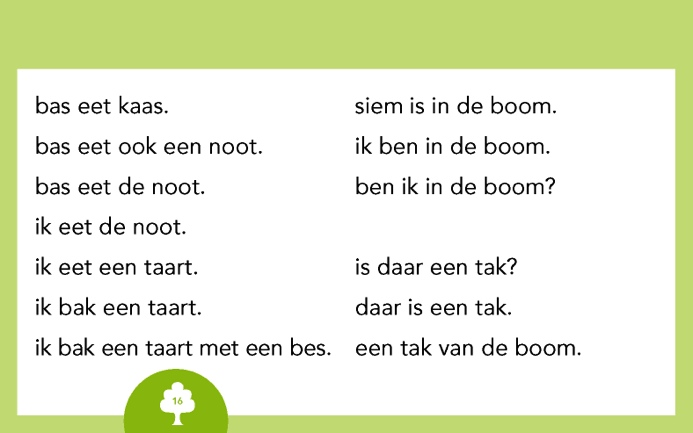 bas eet kaas.
bas eet ook een noot.
bas eet de noot.
ik eet de noot.
ik eet een taart.
ik bak een taart.
ik bak een taart met een bes.
siem is in de boom.
ik ben in de boom.
ben ik in de boom?
is daar een tak?
daar is een tak.
een tak van de boom.
16